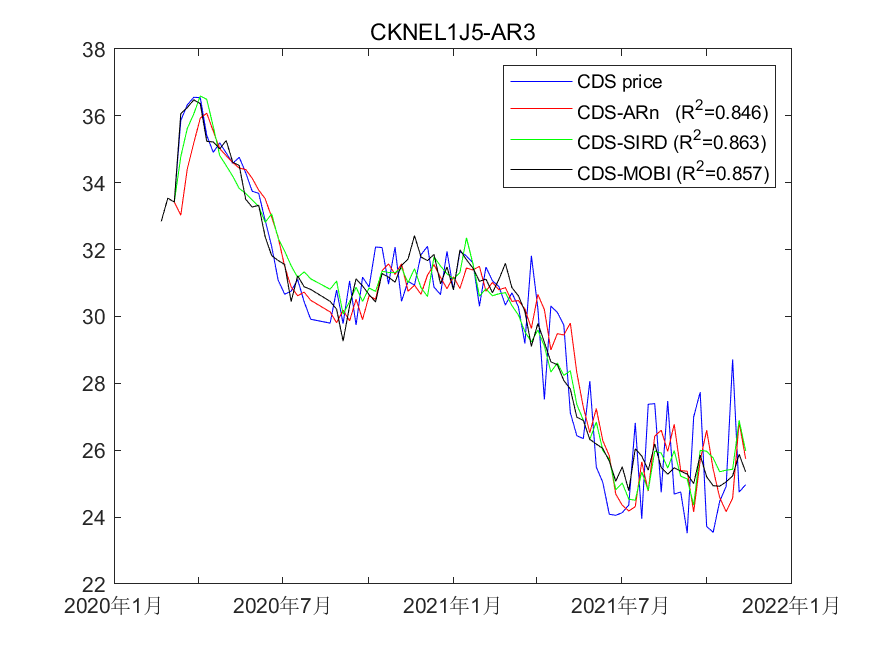 CKNEL1J5-AR3
38
36
34
32
30
28
26
24
22
CDS price
CDS-ARn (R²=0.846)
CDS-SIRD (R²=0.863)
CDS-MOBI (R²=0.857)
2020年1月 2020年7月 2021年1月 2021年7月 2022年1月